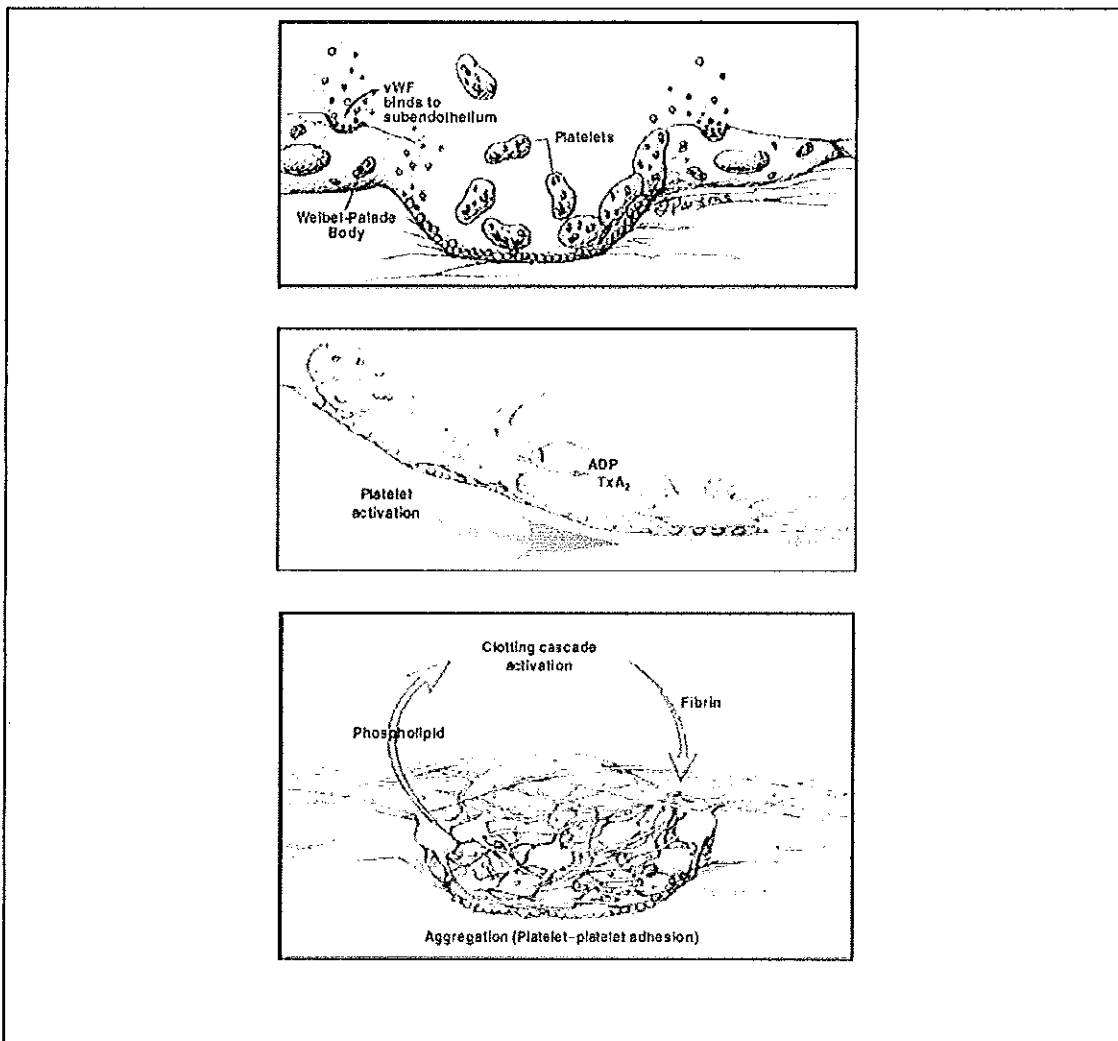 vWF
binds to
subendothelium
Platelets
Weibel-Palade
Body
Platelet
activation
ADP
TxA₂
Clotting cascade
activation
Fibrin
Phospholipid
Aggregation (Platelet–platelet adhesion)